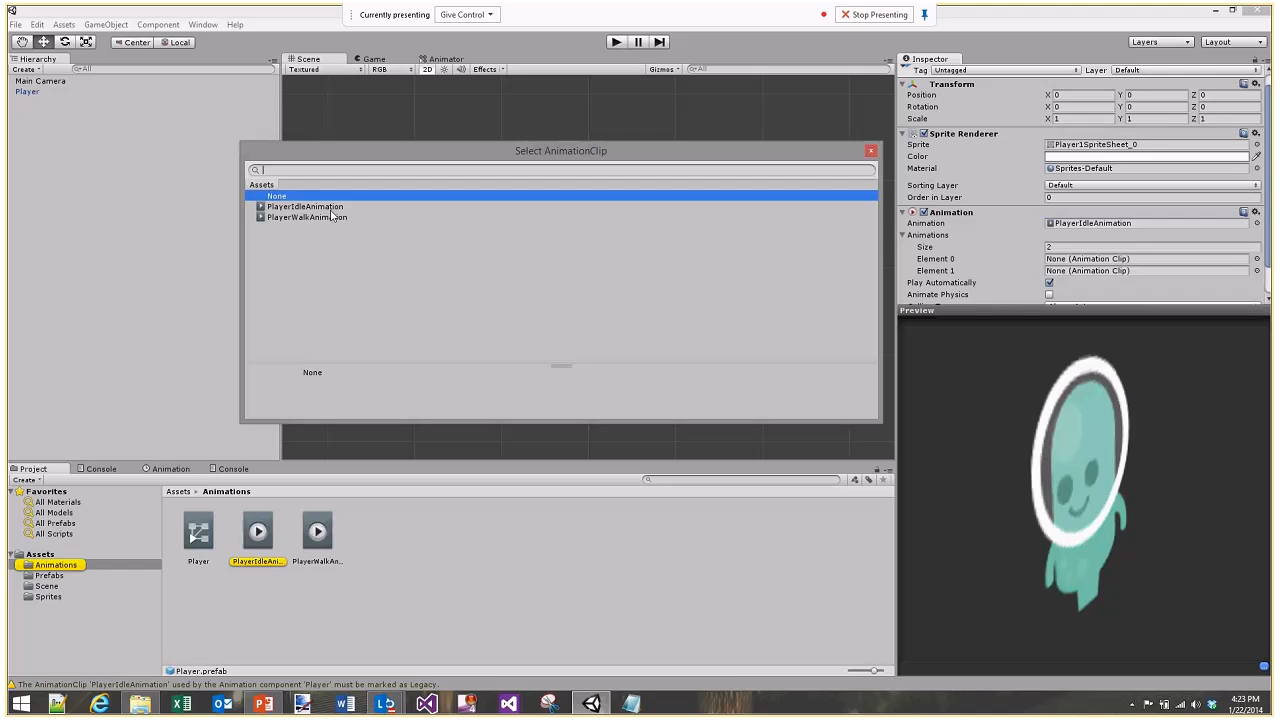 Currently presenting
Give Control
Stop Presenting
File Edit Assets GameObject Component Window Help
Center Local
Layers
Layout
Hierarchy
Scene Game Animator
Inspector
Create All
Textured RGB 2D Effects Gizmos All
Tag Untagged Layer Default
Main Camera
Player
Transform
Position X 0 Y 0 Z 0
Rotation X 0 Y 0 Z 0
Scale X 1 Y 1 Z 1
Sprite Renderer
Sprite Player1SpriteSheet_0
Color
Material Sprites-Default
Sorting Layer Default
Order in Layer 0
Animation
Animation PlayerIdleAnimation
Animations
Size 2
Element 0 None (Animation Clip)
Element 1 None (Animation Clip)
Play Automatically
Animate Physics
Select AnimationClip
Assets
None
PlayerIdleAnimation
PlayerWalkAnimation
None
Preview
Project Console Animation Console
Create
Favorites
All Materials
All Models
All Prefabs
All Scripts
Assets
Animations
Prefabs
Scene
Sprites
Assets Animations
Player PlayerIdleAni... PlayerWalkAn...
Player.prefab
The AnimationClip 'PlayerIdleAnimation' used by the Animation component 'Player' must be marked as Legacy.
4:23 PM
1/22/2014